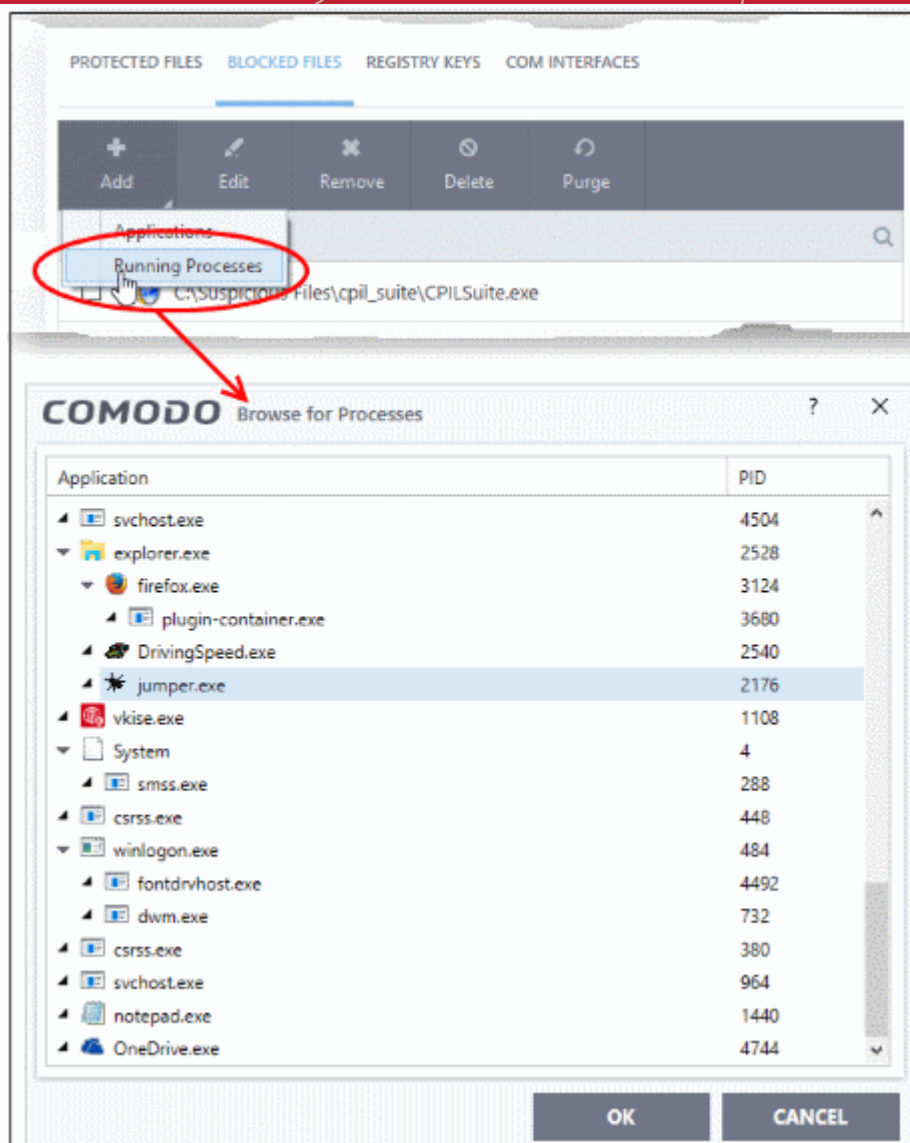 PROTECTED FILES BLOCKED FILES REGISTRY KEYS COM INTERFACES
Add Edit Remove Delete Purge
Applications
Running Processes
C:\Suspicious Files\cpil_suite\CPILSuite.exe
COMODO Browse for Processes ? ×
Application PID
svchost.exe 4504
explorer.exe 2528
firefox.exe 3124
plugin-container.exe 3680
DrivingSpeed.exe 2540
jumper.exe 2176
vkise.exe 1108
System 4
smss.exe 288
csrss.exe 448
winlogon.exe 484
fontdrvhost.exe 4492
dwm.exe 732
csrss.exe 380
svchost.exe 964
notepad.exe 1440
OneDrive.exe 4744
OK CANCEL